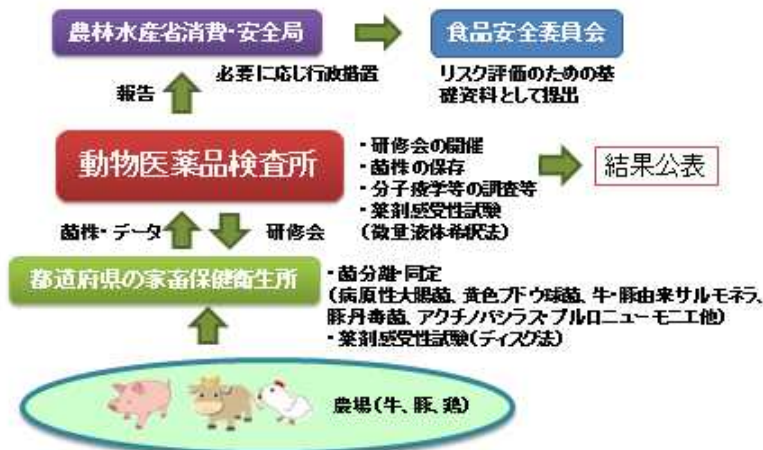 農林水産省消費・安全局
食品安全委員会
必要に応じ行政措置
リスク評価のための基
礎資料として提出
報告
動物医薬品検査所
・研修会の開催
・菌株の保存
・分子疫学等の調査等
・薬剤感受性試験
(微量液体希釈法)
結果公表
菌株・データ
研修会
都道府県の家畜保健衛生所
・菌分離・同定
(病原性大腸菌、黄色ブドウ球菌、牛・豚由来サルモネラ、
豚丹毒菌、アクチノバシラス・プルロニューモニエ他)
・薬剤感受性試験(ディスク法)
農場(牛、豚、鶏)